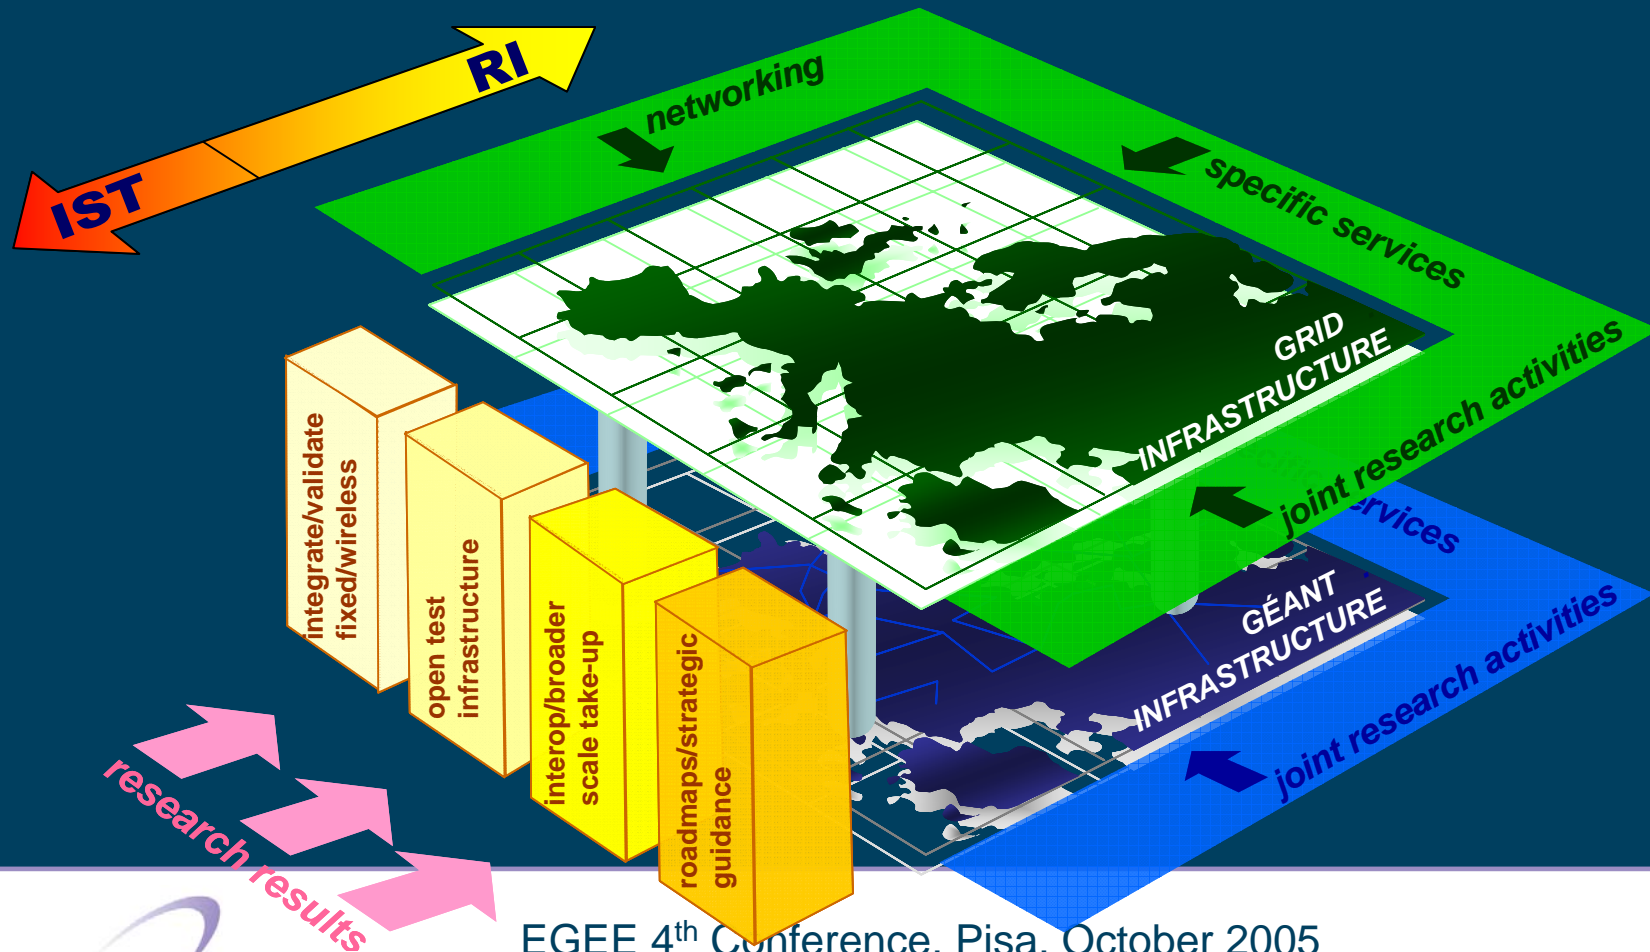 RI
IST
networking
specific services
GRID
INFRASTRUCTURE
joint research activities
services
GÉANT
INFRASTRUCTURE
joint research activities
integrate/validate
fixed/wireless
open test
infrastructure
interop/broader
scale take-up
roadmaps/strategic
guidance
research results
EGEE 4th Conference, Pisa, October 2005